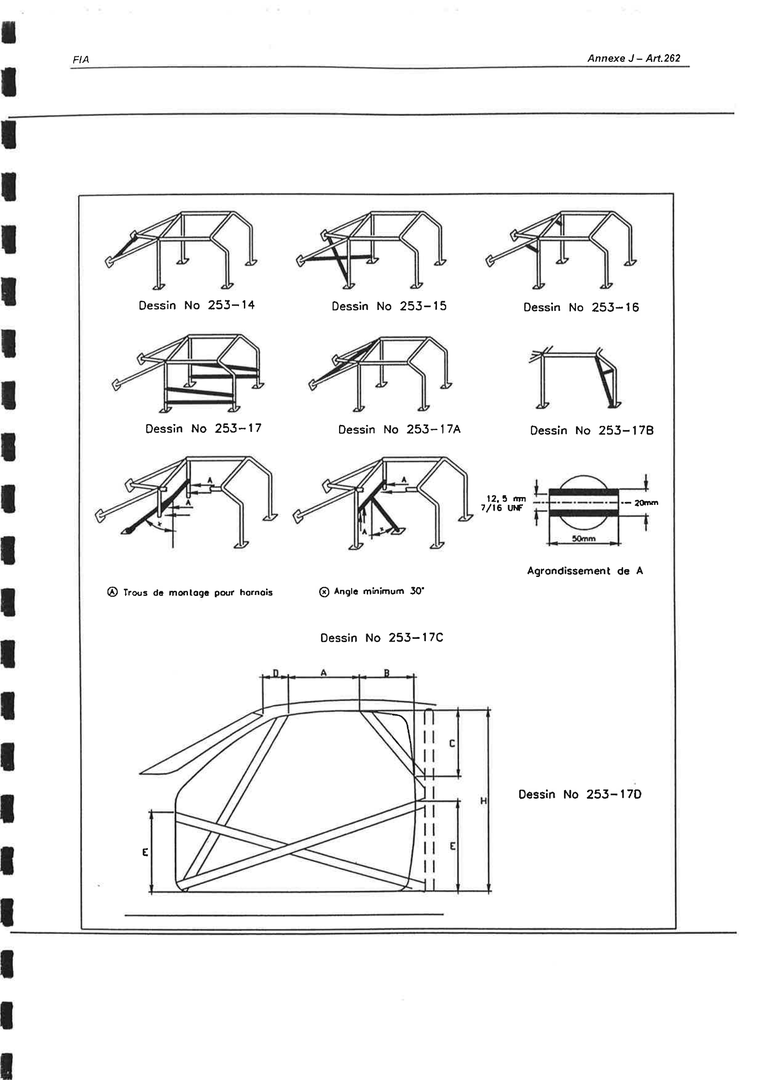 FIA Annexe J – Art.262
Dessin No 253-14 Dessin No 253-15 Dessin No 253-16
Dessin No 253-17 Dessin No 253-17A Dessin No 253-17B
A
A
x
A
A
x
12,5 mm
7/16 UNF
20mm
50mm
Agrandissement de A
Ⓐ Trous de montage pour harnais ⓧ Angle minimum 30°
Dessin No 253-17C
D A B
C
H
Dessin No 253-17D
E
E